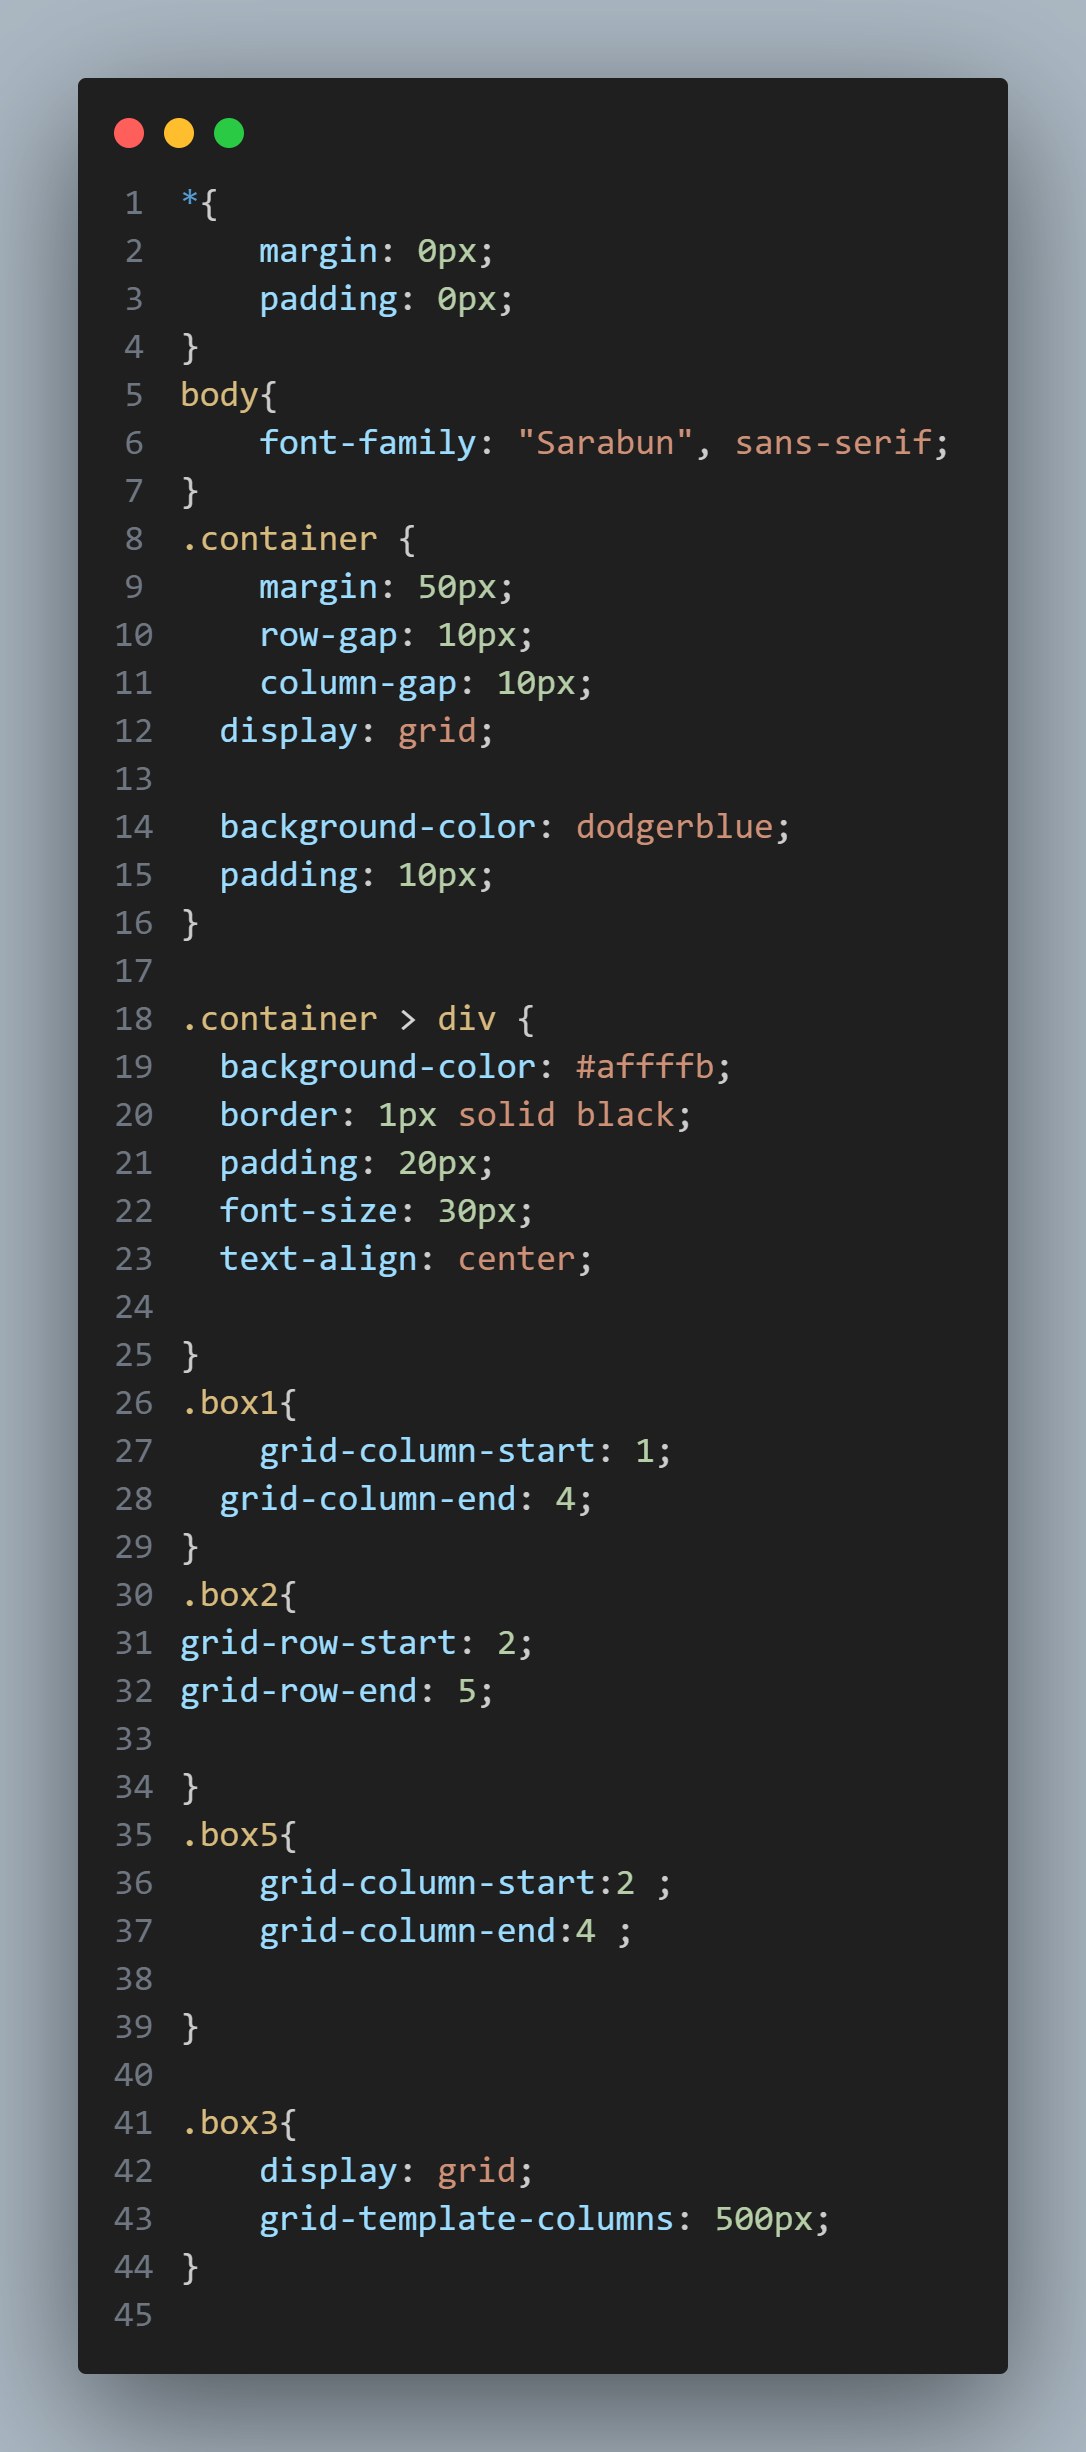 1 *{
2     margin: 0px;
3     padding: 0px;
4 }
5 body{
6     font-family: "Sarabun", sans-serif;
7 }
8 .container {
9     margin: 50px;
10     row-gap: 10px;
11     column-gap: 10px;
12   display: grid;
13
14   background-color: dodgerblue;
15   padding: 10px;
16 }
17
18 .container > div {
19   background-color: #affffb;
20   border: 1px solid black;
21   padding: 20px;
22   font-size: 30px;
23   text-align: center;
24
25 }
26 .box1{
27     grid-column-start: 1;
28   grid-column-end: 4;
29 }
30 .box2{
31 grid-row-start: 2;
32 grid-row-end: 5;
33
34 }
35 .box5{
36     grid-column-start:2 ;
37     grid-column-end:4 ;
38
39 }
40
41 .box3{
42     display: grid;
43     grid-template-columns: 500px;
44 }
45